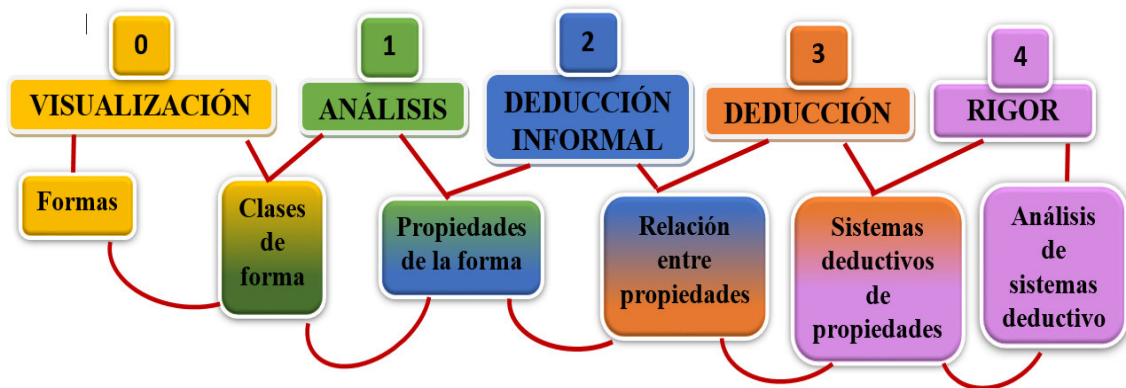 0
VISUALIZACIÓN
1
ANÁLISIS
2
DEDUCCIÓN
INFORMAL
3
DEDUCCIÓN
4
RIGOR
Formas
Clases
de
forma
Propiedades
de la forma
Relación
entre
propiedades
Sistemas
deductivos
de
propiedades
Análisis
de
sistemas
deductivo